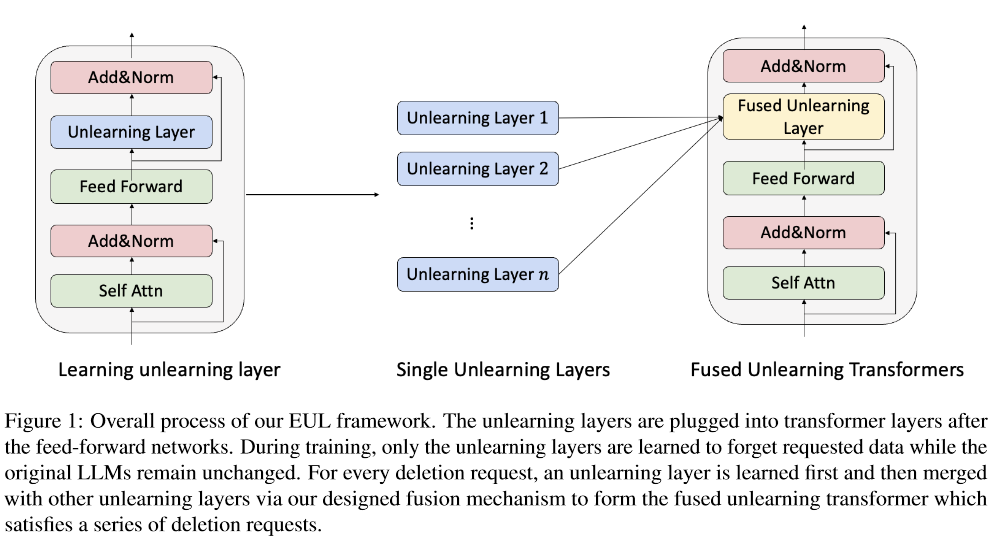 Add&Norm
Unlearning Layer
Feed Forward
Add&Norm
Self Attn
Learning unlearning layer
Unlearning Layer 1
Unlearning Layer 2
⋮
Unlearning Layer n
Single Unlearning Layers
Add&Norm
Fused Unlearning
Layer
Feed Forward
Add&Norm
Self Attn
Fused Unlearning Transformers
Figure 1: Overall process of our EUL framework. The unlearning layers are plugged into transformer layers after
the feed-forward networks. During training, only the unlearning layers are learned to forget requested data while the
original LLMs remain unchanged. For every deletion request, an unlearning layer is learned first and then merged
with other unlearning layers via our designed fusion mechanism to form the fused unlearning transformer which
satisfies a series of deletion requests.